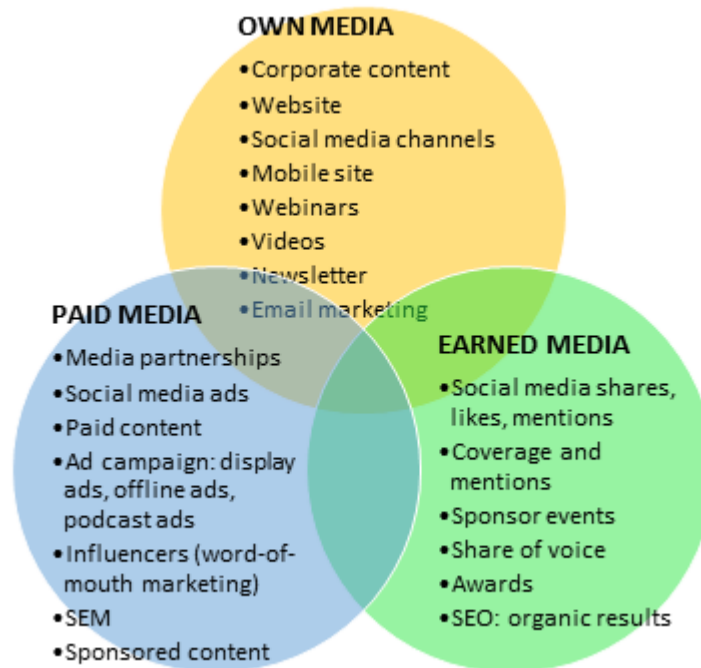 OWN MEDIA
•Corporate content
•Website
•Social media channels
•Mobile site
•Webinars
•Videos
•Newsletter
•Email marketing
PAID MEDIA
•Media partnerships
•Social media ads
•Paid content
•Ad campaign: display
ads, offline ads,
podcast ads
•Influencers (word-of-
mouth marketing)
•SEM
•Sponsored content
EARNED MEDIA
•Social media shares,
likes, mentions
•Coverage and
mentions
•Sponsor events
•Share of voice
•Awards
•SEO: organic results